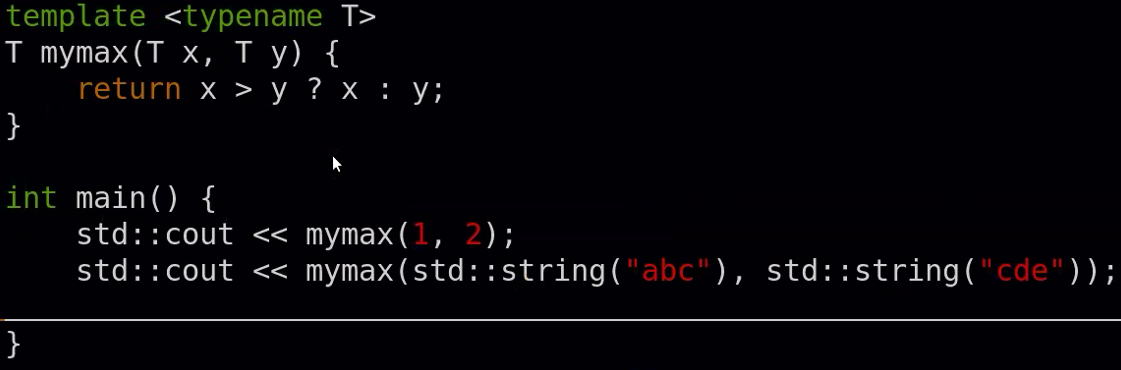 template <typename T>
T mymax(T x, T y) {
    return x > y ? x : y;
}
int main() {
    std::cout << mymax(1, 2);
    std::cout << mymax(std::string("abc"), std::string("cde"));
}